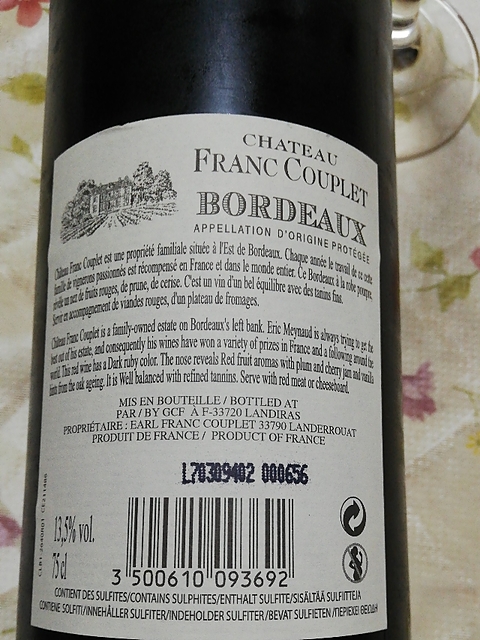 CHATEAU
FRANC COUPLET
BORDEAUX
APPELLATION D'ORIGINE PROTÉGÉE
Château Franc Couplet est une propriété familiale située à l'Est de Bordeaux. Chaque année le travail de cette
famille de vignerons passionnés est récompensé en France et dans le monde entier. Ce Bordeaux à la robe pourpre,
révèle un nez de fruits rouges, de prune, de cerise. C'est un vin d'un bel équilibre avec des tanins fins.
Servir en accompagnement de viandes rouges, d'un plateau de fromages.
Château Franc Couplet is a family-owned estate on Bordeaux's left bank. Eric Meynaud is always trying to get the
best out of his estate, and consequently his wines have won a variety of prizes in France and a following around the
world. This red wine has a Dark ruby color. The nose reveals Red fruit aromas with plum and cherry jam and vanilla
hints from the oak ageing. It is Well balanced with refined tannins. Serve with red meat or cheeseboard.
MIS EN BOUTEILLE / BOTTLED AT
PAR / BY GCF À F-33720 LANDIRAS
PROPRIÉTAIRE : EARL FRANC COUPLET 33790 LANDERROUAT
PRODUIT DE FRANCE / PRODUCT OF FRANCE
L70309402 000656
13,5% vol.
75 cl
3 500610 093692
CONTIENT DES SULFITES/CONTAINS SULPHITES/ENTHALT SULFITE/SISÄLTÄÄ SULFIITTEJA
CONTIENE SOLFITI/INNEHÅLLER SULFITER/INDEHOLDER SULFITER/BEVAT SULFIETEN /ΠΕΡΙΕΧΕΙ ΘΕΙΩΔΗ